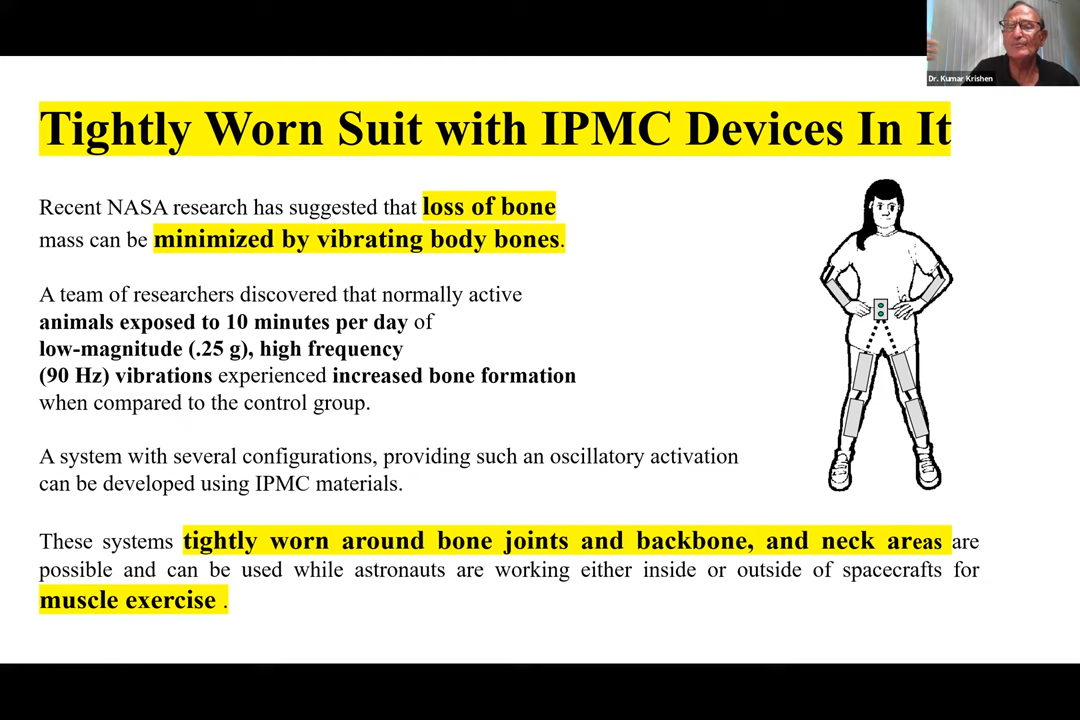 Dr. Kumar Krishen
Tightly Worn Suit with IPMC Devices In It
Recent NASA research has suggested that loss of bone
mass can be minimized by vibrating body bones.
A team of researchers discovered that normally active
animals exposed to 10 minutes per day of
low-magnitude (.25 g), high frequency
(90 Hz) vibrations experienced increased bone formation
when compared to the control group.
A system with several configurations, providing such an oscillatory activation
can be developed using IPMC materials.
These systems tightly worn around bone joints and backbone, and neck areas are
possible and can be used while astronauts are working either inside or outside of spacecrafts for
muscle exercise .